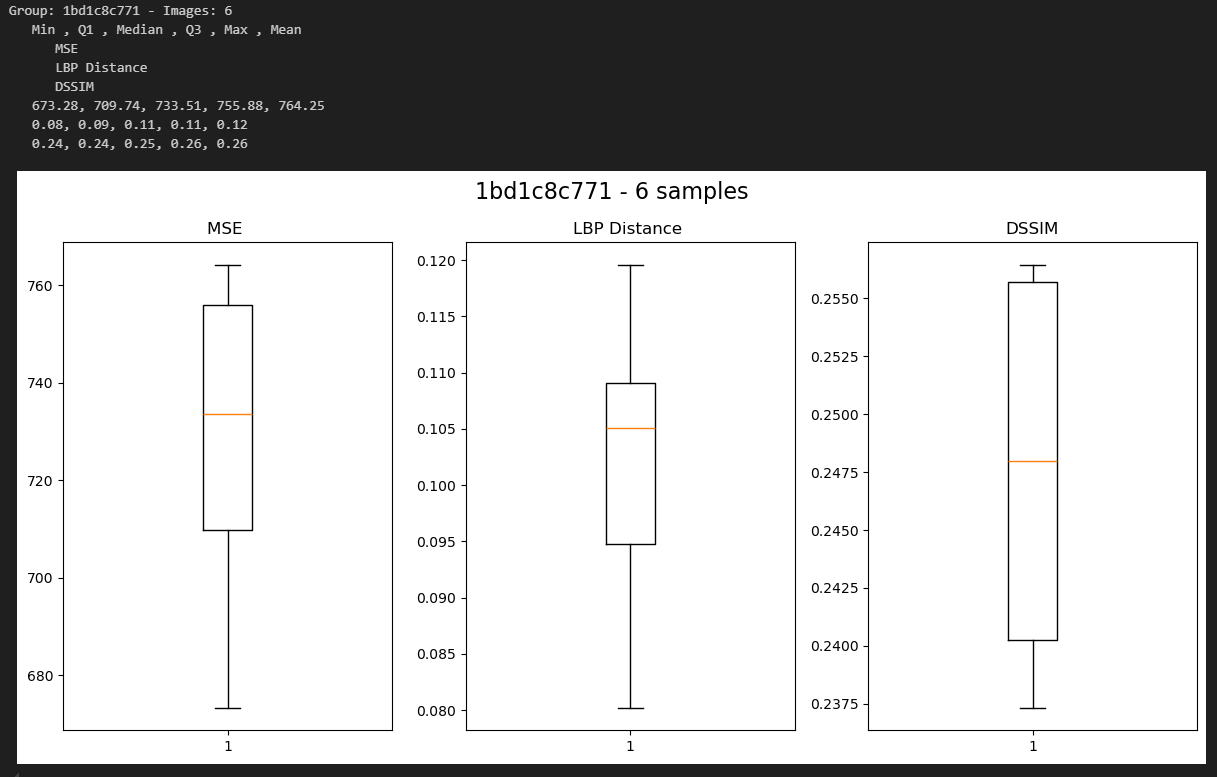 Group: 1bd1c8c771 - Images: 6
Min , Q1 , Median , Q3 , Max , Mean
MSE
LBP Distance
DSSIM
673.28, 709.74, 733.51, 755.88, 764.25
0.08, 0.09, 0.11, 0.11, 0.12
0.24, 0.24, 0.25, 0.26, 0.26
1bd1c8c771 - 6 samples
MSE
760
740
720
700
680
1
LBP Distance
0.120
0.115
0.110
0.105
0.100
0.095
0.090
0.085
0.080
1
DSSIM
0.2550
0.2525
0.2500
0.2475
0.2450
0.2425
0.2400
0.2375
1